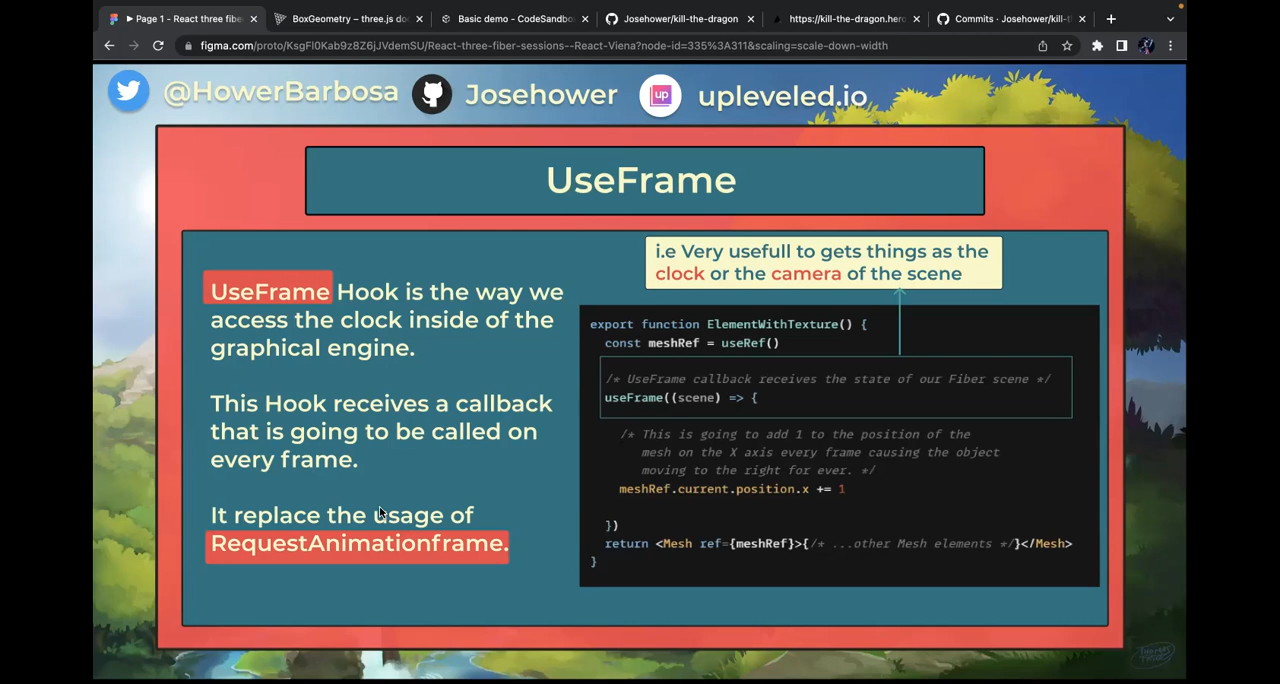 Page 1 - React three fibe
BoxGeometry – three.js do
Basic demo - CodeSandbo
Josehower/kill-the-dragon
https://kill-the-dragon.hero
Commits · Josehower/kill-t
figma.com/proto/KsgFl0Kab9z8Z6jJVdemSU/React-three-fiber-sessions--React-Viena?node-id=335%3A311&scaling=scale-down-width
@HowerBarbosa
Josehower
up
upleveled.io
UseFrame
UseFrame Hook is the way we
access the clock inside of the
graphical engine.
This Hook receives a callback
that is going to be called on
every frame.
It replace the usage of
RequestAnimationframe.
i.e Very usefull to gets things as the
clock or the camera of the scene
export function ElementWithTexture() {
const meshRef = useRef()
/* UseFrame callback receives the state of our Fiber scene */
useFrame((scene) => {
/* This is going to add 1 to the position of the
mesh on the X axis every frame causing the object
moving to the right for ever. */
meshRef.current.position.x += 1
})
return <Mesh ref={meshRef}>{/* ...other Mesh elements */}</Mesh>
}